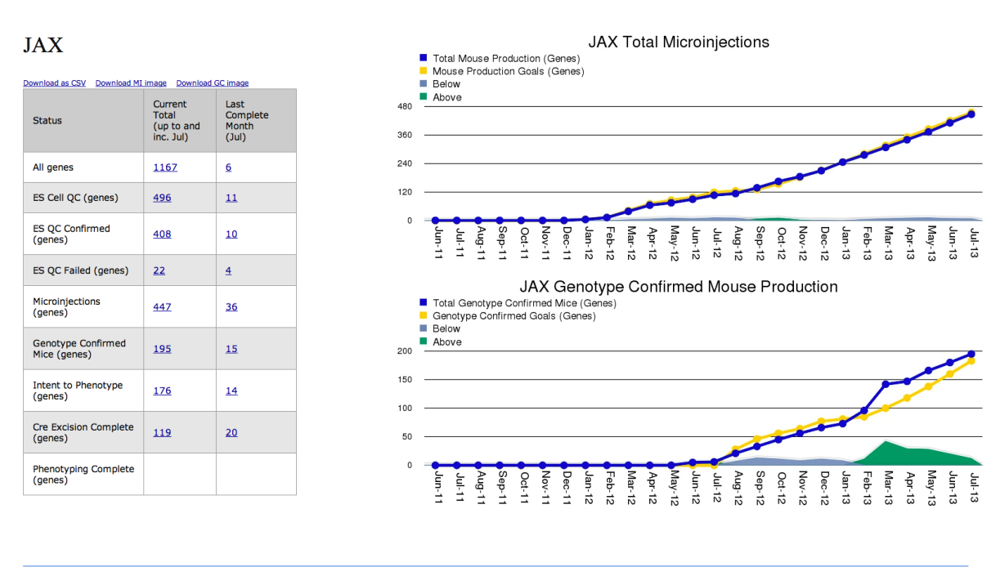 JAX
Download as CSV Download MI image Download GC image
Status
Current
Total
(up to and
inc. Jul)
Last
Complete
Month
(Jul)
All genes 1167 6
ES Cell QC (genes) 496 11
ES QC Confirmed
(genes) 408 10
ES QC Failed (genes) 22 4
Microinjections
(genes) 447 36
Genotype Confirmed
Mice (genes) 195 15
Intent to Phenotype
(genes) 176 14
Cre Excision Complete
(genes) 119 20
Phenotyping Complete
(genes)
JAX Total Microinjections
Total Mouse Production (Genes)
Mouse Production Goals (Genes)
Below
Above
480
360
240
120
0
Jun-11 Jul-11 Aug-11 Sep-11 Oct-11 Nov-11 Dec-11 Jan-12 Feb-12 Mar-12 Apr-12 May-12 Jun-12 Jul-12 Aug-12 Sep-12 Oct-12 Nov-12 Dec-12 Jan-13 Feb-13 Mar-13 Apr-13 May-13 Jun-13 Jul-13
JAX Genotype Confirmed Mouse Production
Total Genotype Confirmed Mice (Genes)
Genotype Confirmed Goals (Genes)
Below
Above
200
150
100
50
0
Jun-11 Jul-11 Aug-11 Sep-11 Oct-11 Nov-11 Dec-11 Jan-12 Feb-12 Mar-12 Apr-12 May-12 Jun-12 Jul-12 Aug-12 Sep-12 Oct-12 Nov-12 Dec-12 Jan-13 Feb-13 Mar-13 Apr-13 May-13 Jun-13 Jul-13